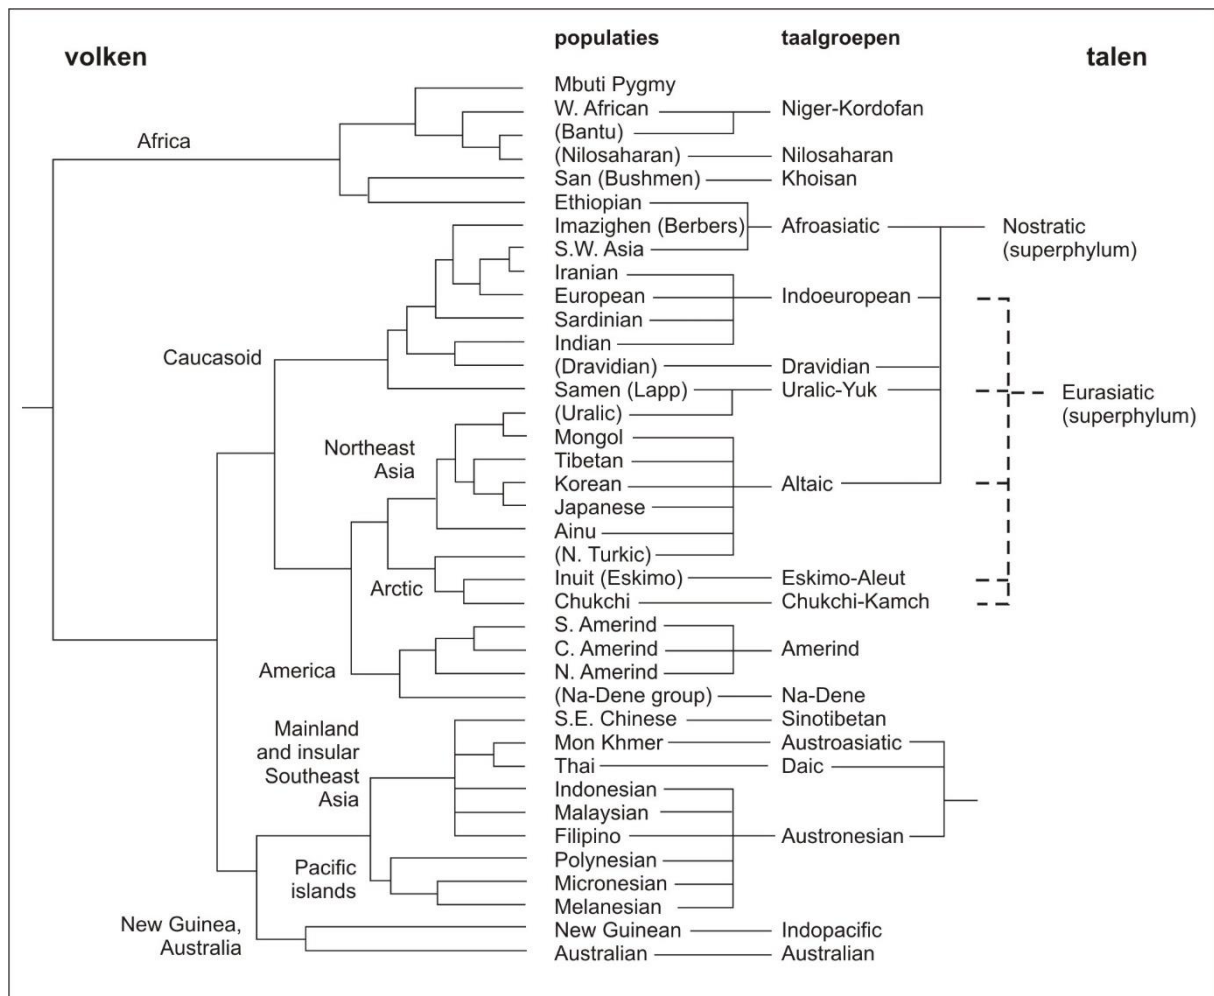 volken
populaties
taalgroepen
talen
Africa
Caucasoid
Northeast
Asia
Arctic
America
Mainland
and insular
Southeast
Asia
Pacific
islands
New Guinea,
Australia
Mbuti Pygmy
W. African
(Bantu)
(Nilosaharan)
San (Bushmen)
Ethiopian
Imazighen (Berbers)
S.W. Asia
Iranian
European
Sardinian
Indian
(Dravidian)
Samen (Lapp)
(Uralic)
Mongol
Tibetan
Korean
Japanese
Ainu
(N. Turkic)
Inuit (Eskimo)
Chukchi
S. Amerind
C. Amerind
N. Amerind
(Na-Dene group)
S.E. Chinese
Mon Khmer
Thai
Indonesian
Malaysian
Filipino
Polynesian
Micronesian
Melanesian
New Guinean
Australian
Niger-Kordofan
Nilosaharan
Khoisan
Afroasiatic
Indoeuropean
Dravidian
Uralic-Yuk
Altaic
Eskimo-Aleut
Chukchi-Kamch
Amerind
Na-Dene
Sinotibetan
Austroasiatic
Daic
Austronesian
Indopacific
Australian
Nostratic
(superphylum)
Eurasiatic
(superphylum)